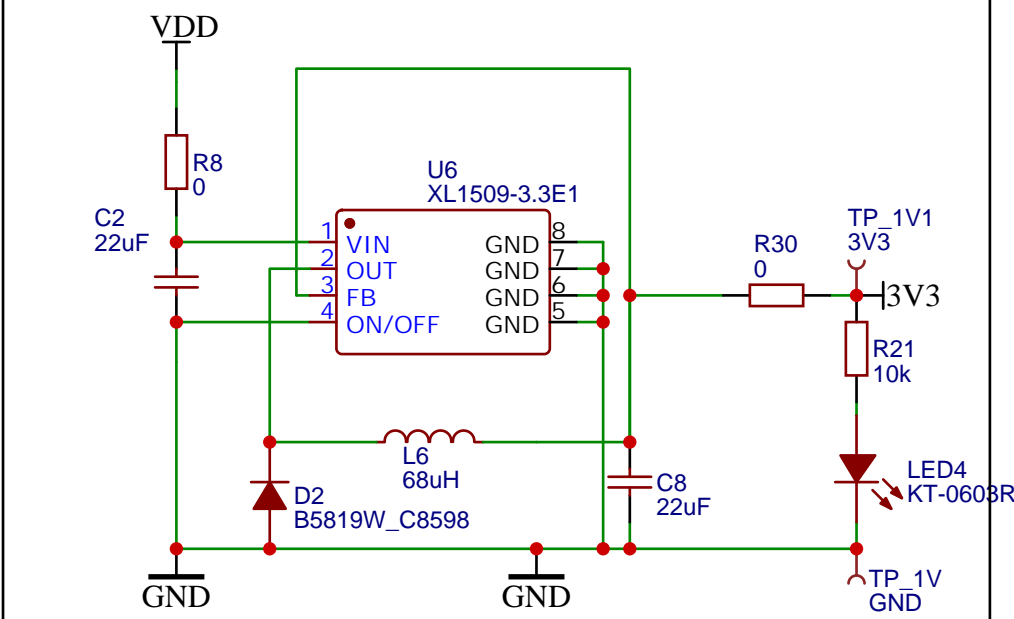 VDD
R8
0
C2
22uF
U6
XL1509-3.3E1
1
VIN
2
OUT
3
FB
4
ON/OFF
8
GND
7
GND
6
GND
5
GND
R30
0
TP_1V1
3V3
3V3
R21
10k
L6
68uH
D2
B5819W_C8598
C8
22uF
LED4
KT-0603R
GND
GND
TP_1V
GND